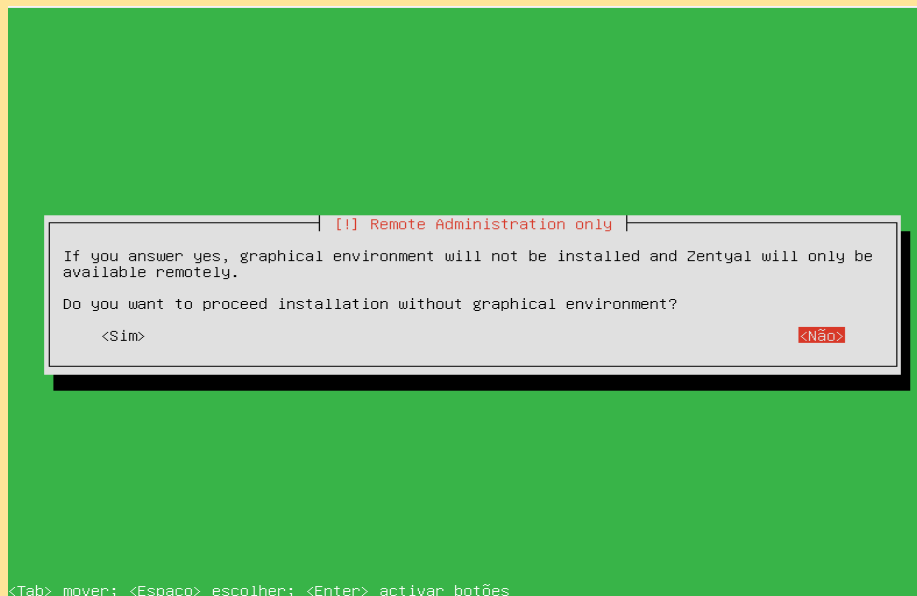 [!] Remote Administration only
If you answer yes, graphical environment will not be installed and Zentyal will only be
available remotely.
Do you want to proceed installation without graphical environment?
<Sim> <Não>
<Tab> mover; <Espaço> escolher; <Enter> activar botões